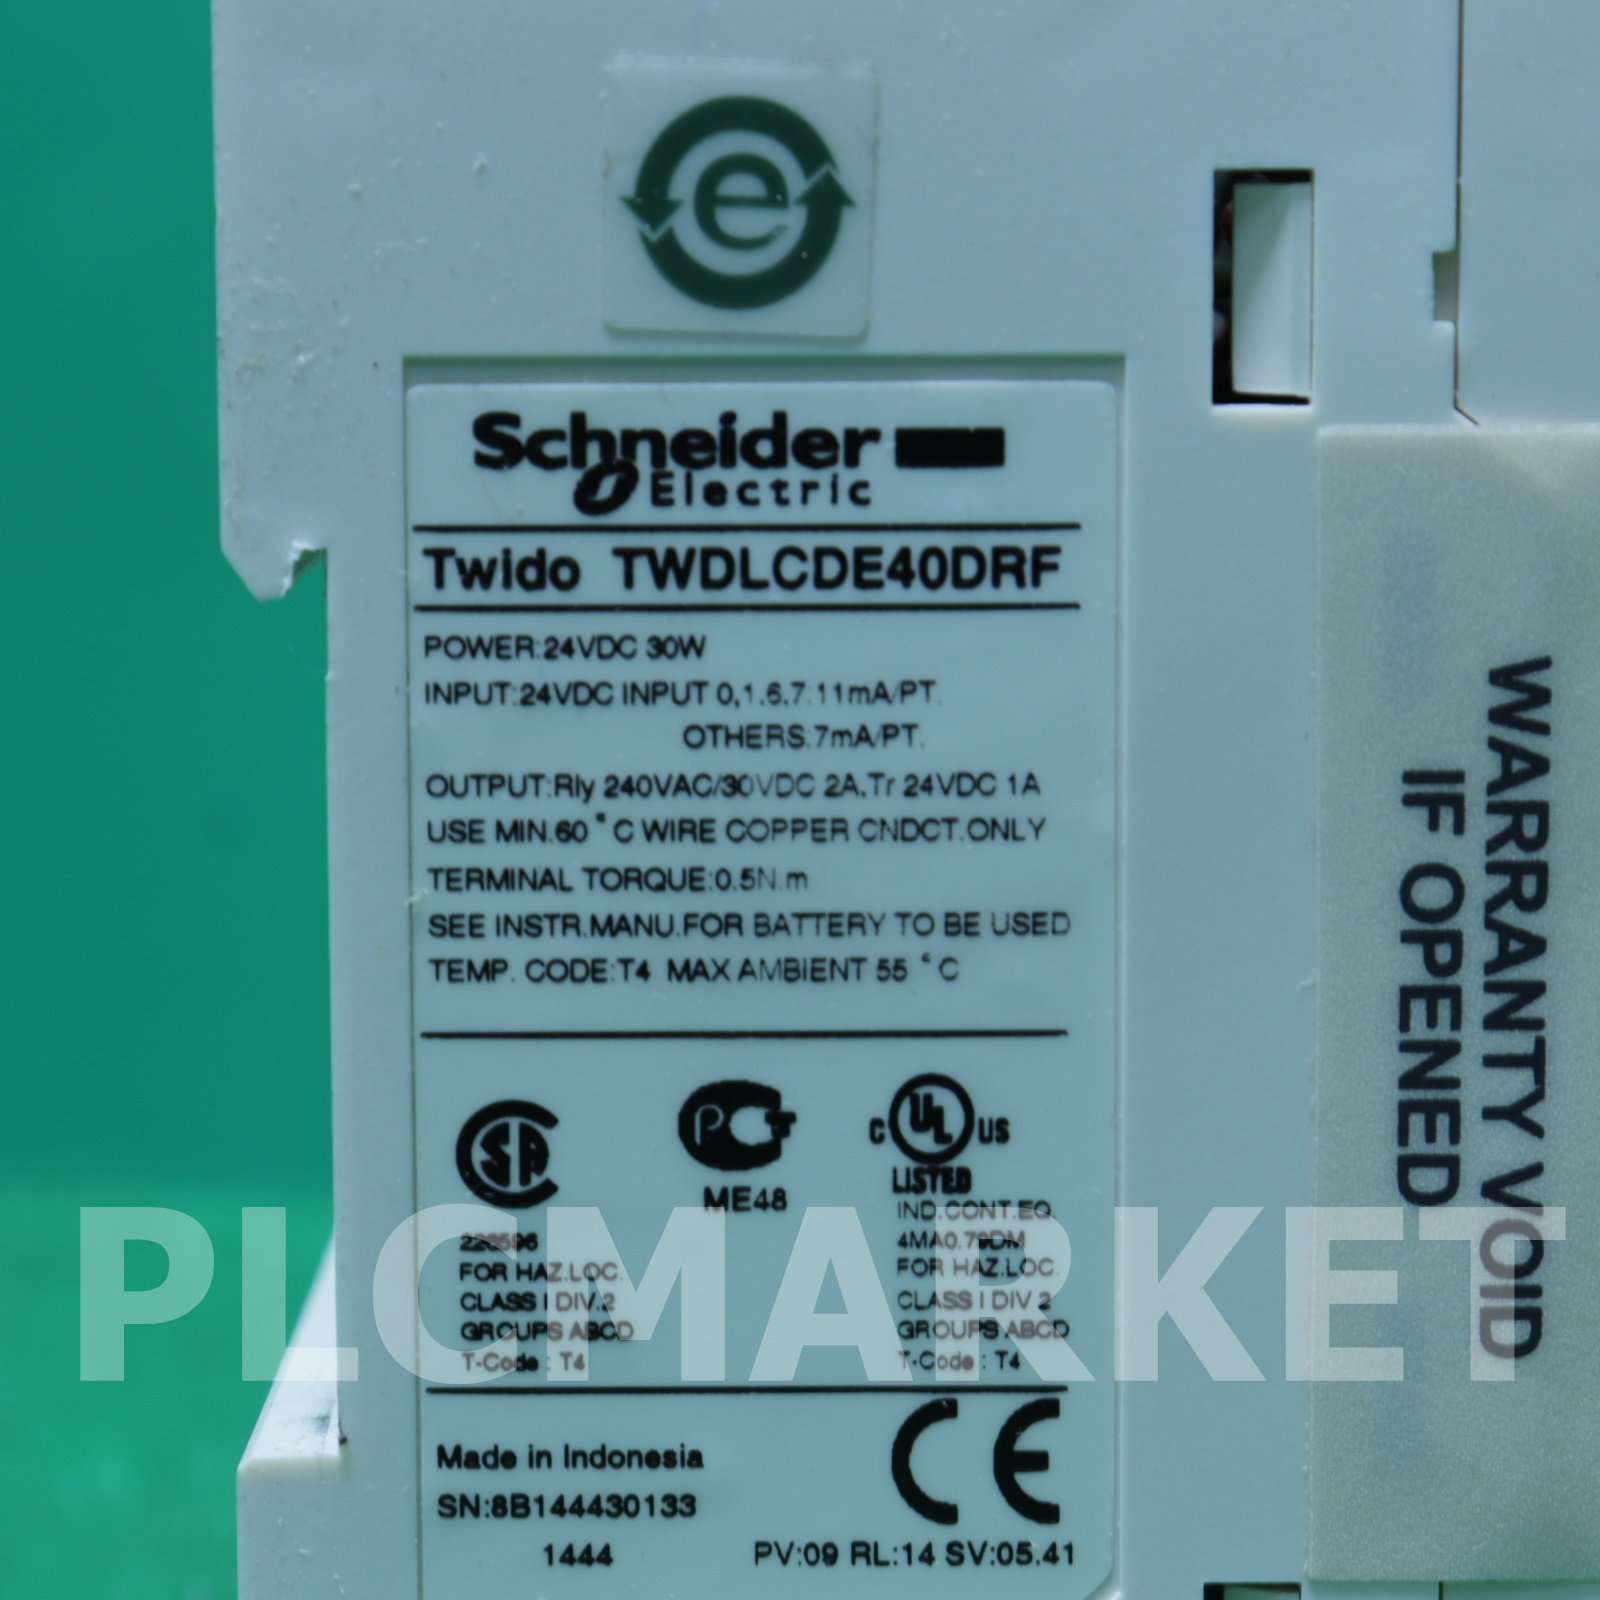 e
Schneider
Electric
Twido TWDLCDE40DRF
POWER:24VDC 30W
INPUT:24VDC INPUT 0,1,6,7:11mA/PT.
OTHERS.7mA/PT.
OUTPUT:Rly 240VAC/30VDC 2A,Tr 24VDC 1A
USE MIN.60 °C WIRE COPPER CNDCT.ONLY
TERMINAL TORQUE:0.5N.m
SEE INSTR.MANU.FOR BATTERY TO BE USED
TEMP. CODE:T4 MAX AMBIENT 55 °C
SA
PCT
ME48
C UL US
LISTED
IND.CONT.EQ.
4MA0.79DM
FOR HAZ.LOC.
CLASS I DIV 2
GROUPS ABCD
T-Code : T4
FOR HAZ.LOC.
CLASS I DIV.2
GROUPS ABCD
T-Code : T4
Made in Indonesia
SN:8B144430133
1444
CE
PV:09 RL:14 SV:05.41
WARRANTY VOID
IF OPENED
PLCMARKET